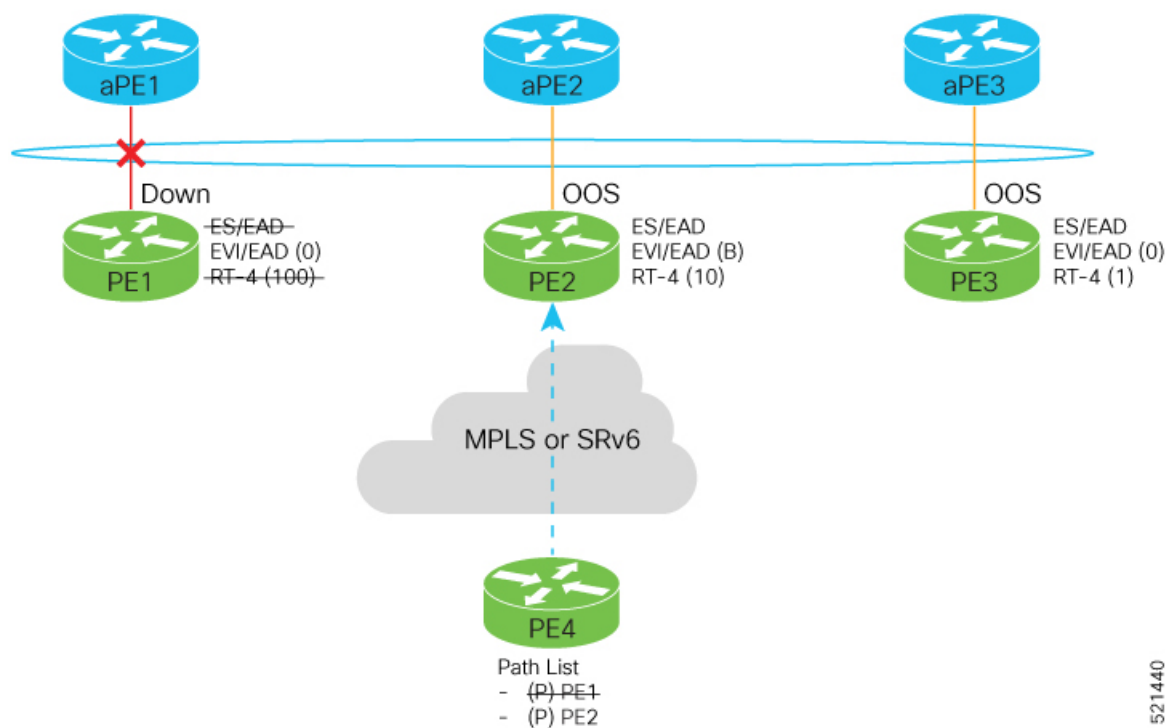 aPE1
aPE2
aPE3
Down
OOS
OOS
PE1
ES/EAD
EVI/EAD (0)
RT-4 (100)
PE2
ES/EAD
EVI/EAD (B)
RT-4 (10)
PE3
ES/EAD
EVI/EAD (0)
RT-4 (1)
MPLS or SRv6
PE4
Path List
- (P) PE1
- (P) PE2
521440